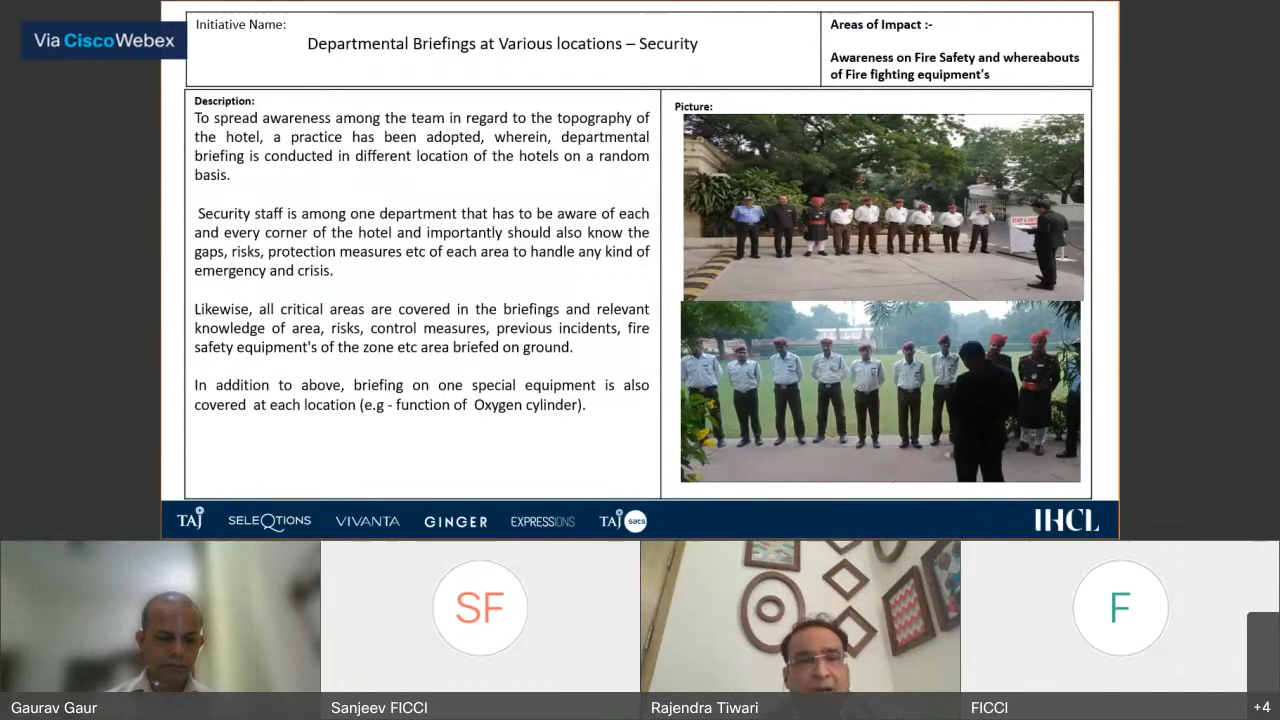 Via Cisco Webex
Initiative Name:
Departmental Briefings at Various locations – Security
Areas of Impact :-
Awareness on Fire Safety and whereabouts
of Fire fighting equipment's
Description:
To spread awareness among the team in regard to the topography of
the hotel, a practice has been adopted, wherein, departmental
briefing is conducted in different location of the hotels on a random
basis.
Security staff is among one department that has to be aware of each
and every corner of the hotel and importantly should also know the
gaps, risks, protection measures etc of each area to handle any kind of
emergency and crisis.
Likewise, all critical areas are covered in the briefings and relevant
knowledge of area, risks, control measures, previous incidents, fire
safety equipment's of the zone etc area briefed on ground.
In addition to above, briefing on one special equipment is also
covered at each location (e.g - function of Oxygen cylinder).
Picture:
TAJ SELEQTIONS VIVANTA GINGER EXPRESSIONS TAJ sats IHCL
SF
F
Gaurav Gaur
Sanjeev FICCI
Rajendra Tiwari
FICCI
+4